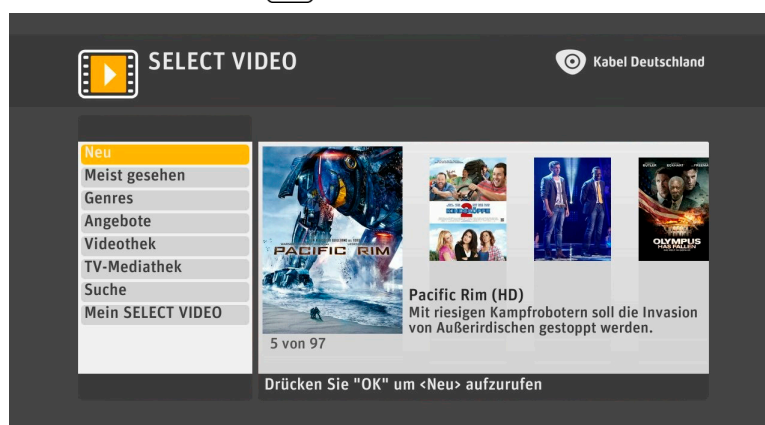 SELECT VIDEO
Kabel Deutschland
Neu
Meist gesehen
Genres
Angebote
Videothek
TV-Mediathek
Suche
Mein SELECT VIDEO
PACIFIC RIM
2
OLYMPUS
HAS FALLEN
Pacific Rim (HD)
Mit riesigen Kampfrobotern soll die Invasion
von Außerirdischen gestoppt werden.
5 von 97
Drücken Sie "OK" um <Neu> aufzurufen